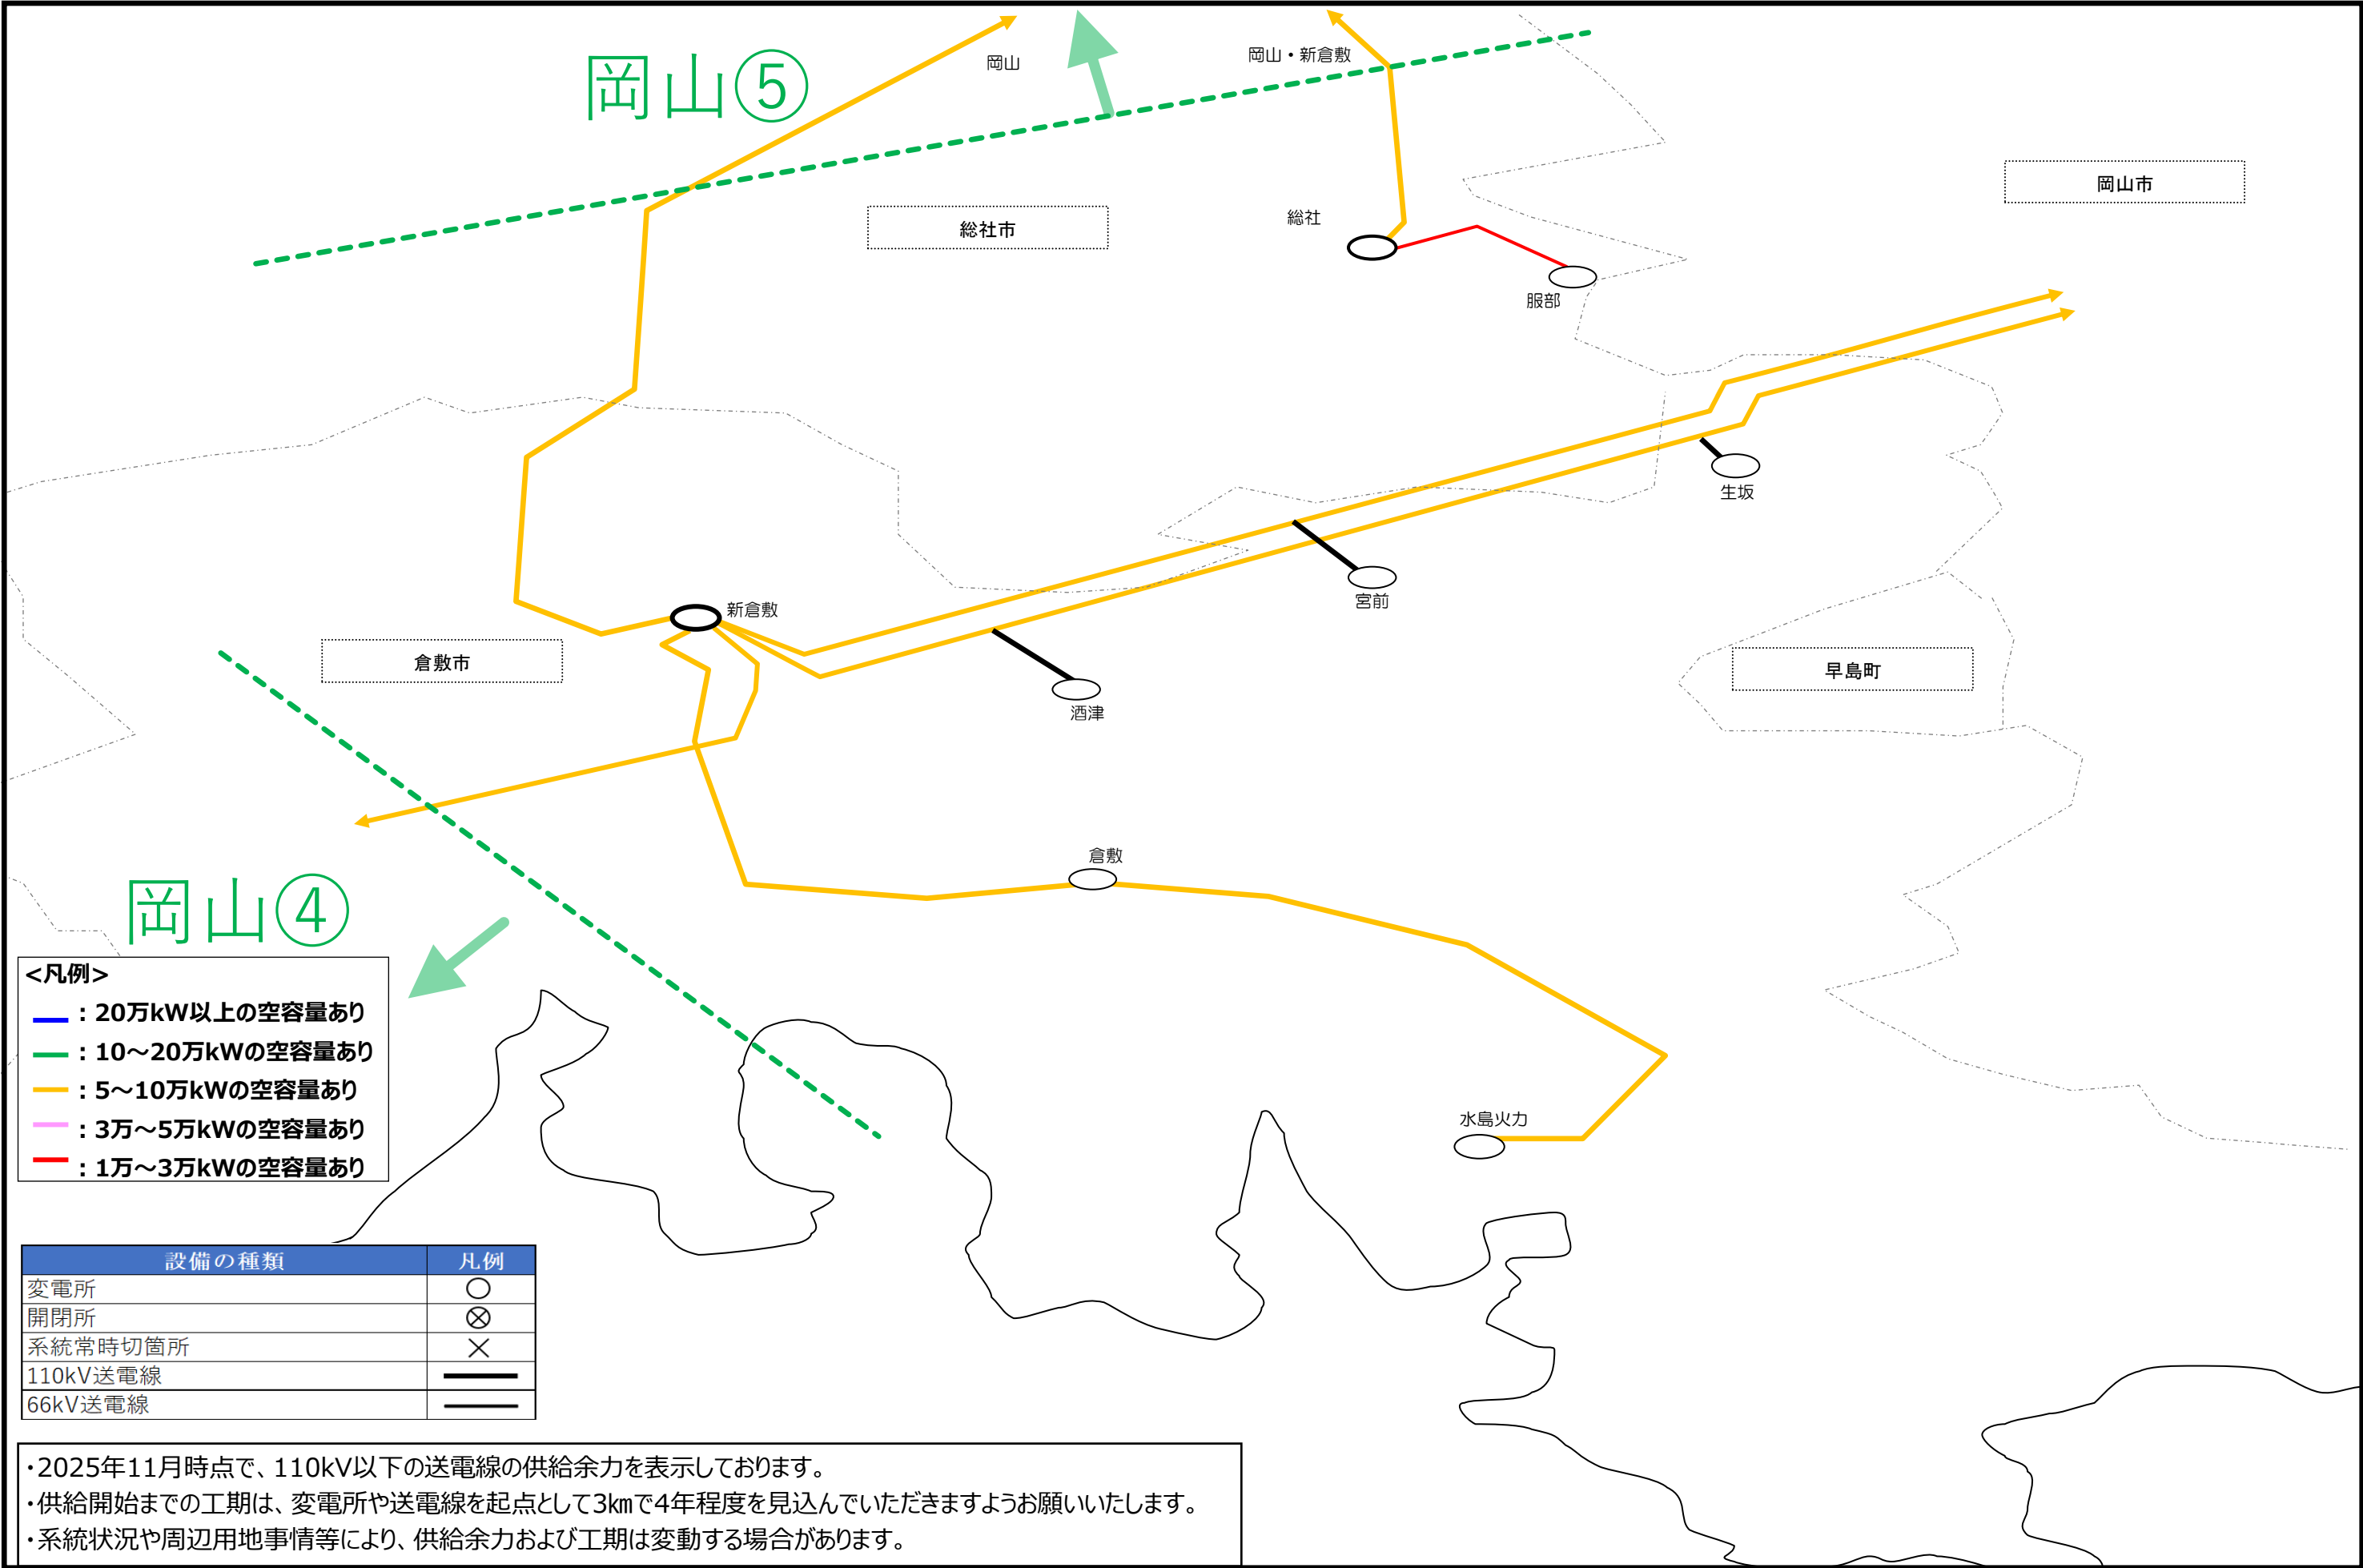 岡山⑤
岡山
岡山・新倉敷
岡山市
総社市
総社
服部
生坂
宮前
新倉敷
倉敷市
早島町
酒津
倉敷
岡山④
水島火力
<凡例>
：20万kW以上の空容量あり
：10～20万kWの空容量あり
：5～10万kWの空容量あり
：3万～5万kWの空容量あり
：1万～3万kWの空容量あり
設備の種類 凡例
変電所
開閉所
系統常時切箇所
110kV送電線
66kV送電線
・2025年11月時点で、110kV以下の送電線の供給余力を表示しております。
・供給開始までの工期は、変電所や送電線を起点として3㎞で4年程度を見込んでいただきますようお願いいたします。
・系統状況や周辺用地事情等により、供給余力および工期は変動する場合があります。